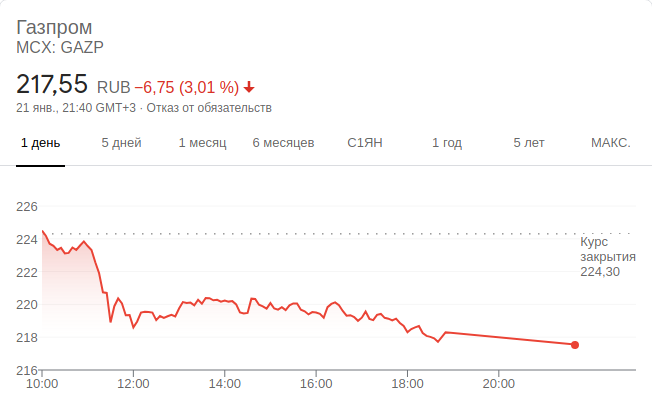 Газпром
MCX: GAZP
217,55 RUB −6,75 (3,01 %)
21 янв., 21:40 GMT+3 · Отказ от обязательств
1 день 5 дней 1 месяц 6 месяцев С1ЯН 1 год 5 лет МАКС.
226
224
Курс
закрытия
224,30
222
220
218
216
10:00 12:00 14:00 16:00 18:00 20:00